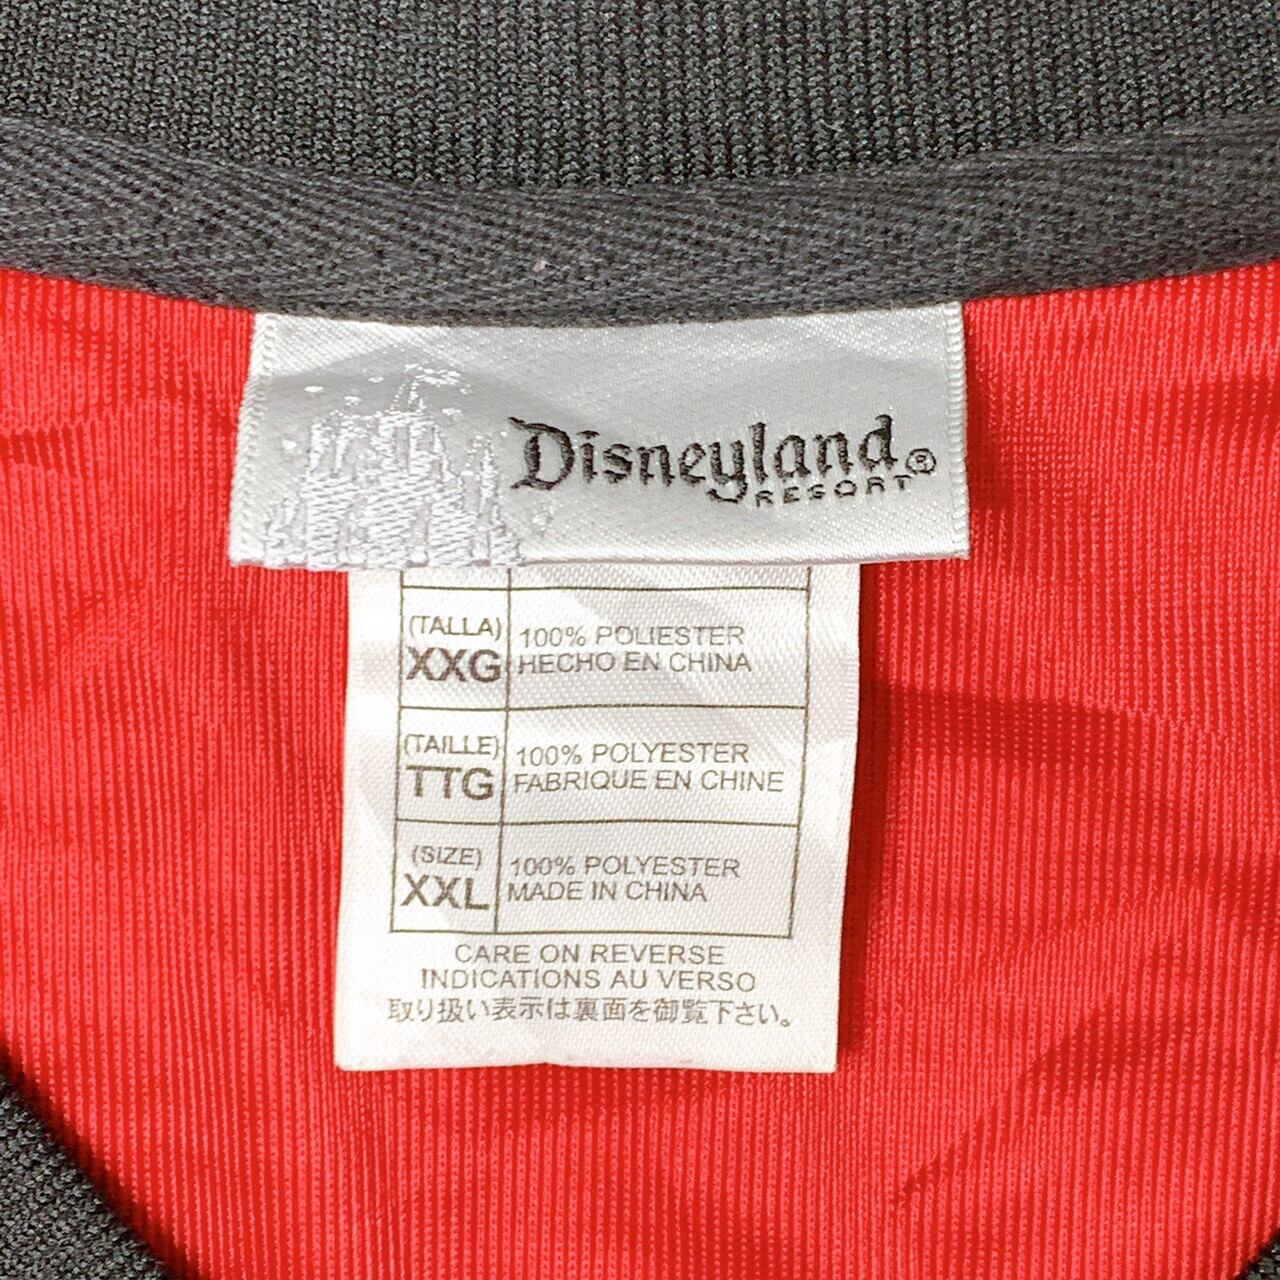 Disneyland®
RESORT
(TALLA)
XXG
100% POLIESTER
HECHO EN CHINA
(TAILLE)
TTG
100% POLYESTER
FABRIQUE EN CHINE
(SIZE)
XXL
100% POLYESTER
MADE IN CHINA
CARE ON REVERSE
INDICATIONS AU VERSO
取り扱い表示は裏面を御覧下さい。